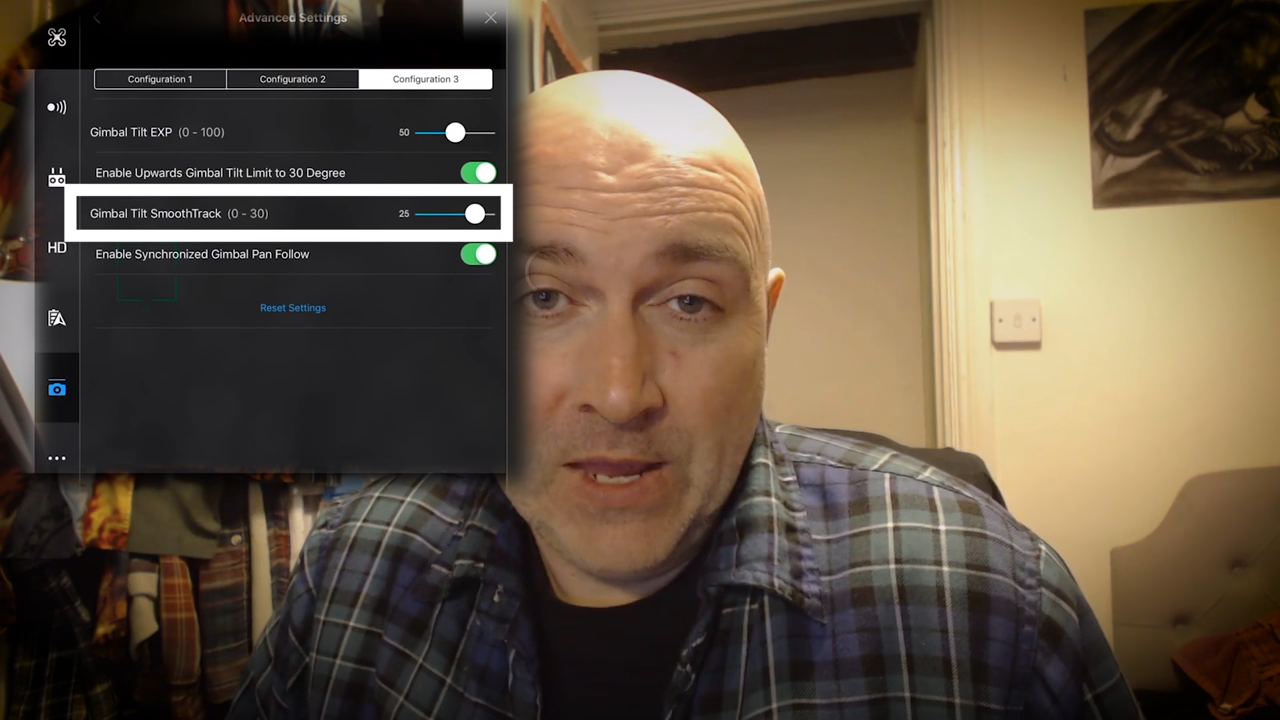 Advanced Settings
Configuration 1 Configuration 2 Configuration 3
Gimbal Tilt EXP (0 - 100) 50
Enable Upwards Gimbal Tilt Limit to 30 Degree
Gimbal Tilt SmoothTrack (0 - 30) 25
HD
Enable Synchronized Gimbal Pan Follow
Reset Settings